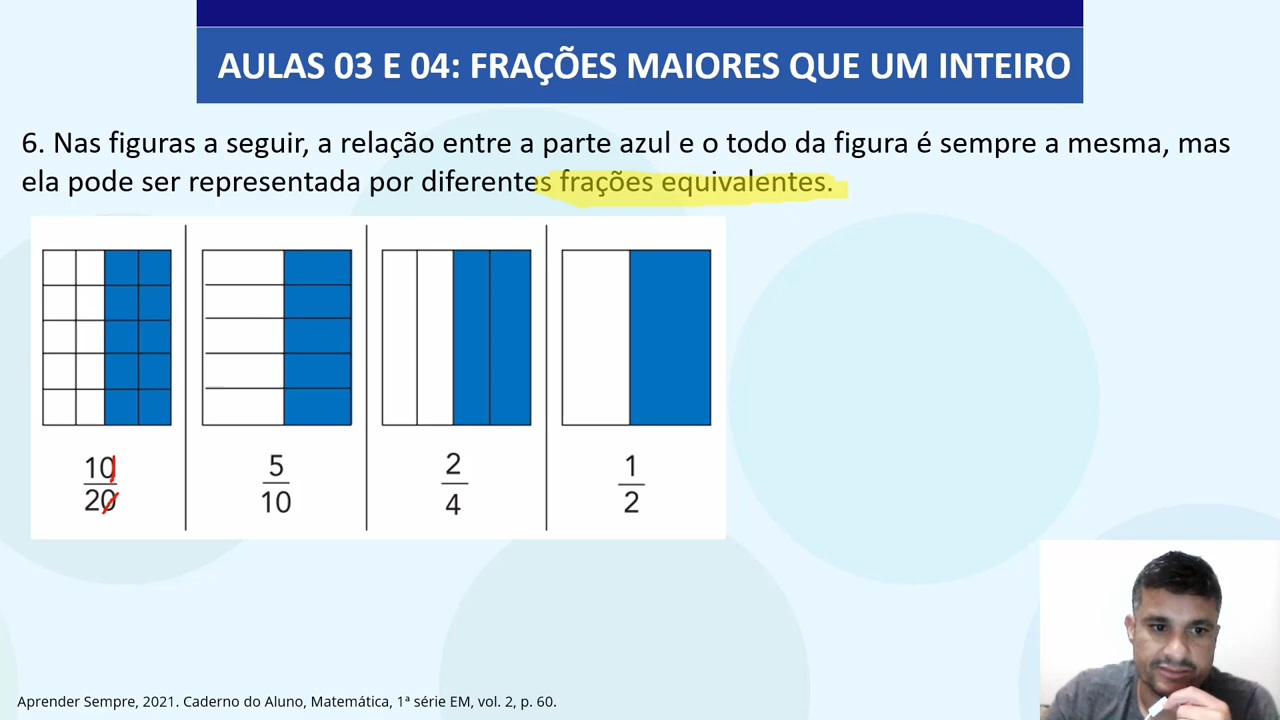 AULAS 03 E 04: FRAÇÕES MAIORES QUE UM INTEIRO
6. Nas figuras a seguir, a relação entre a parte azul e o todo da figura é sempre a mesma, mas
ela pode ser representada por diferentes frações equivalentes.
10 5 2 1
20 10 4 2
Aprender Sempre, 2021. Caderno do Aluno, Matemática, 1ª série EM, vol. 2, p. 60.